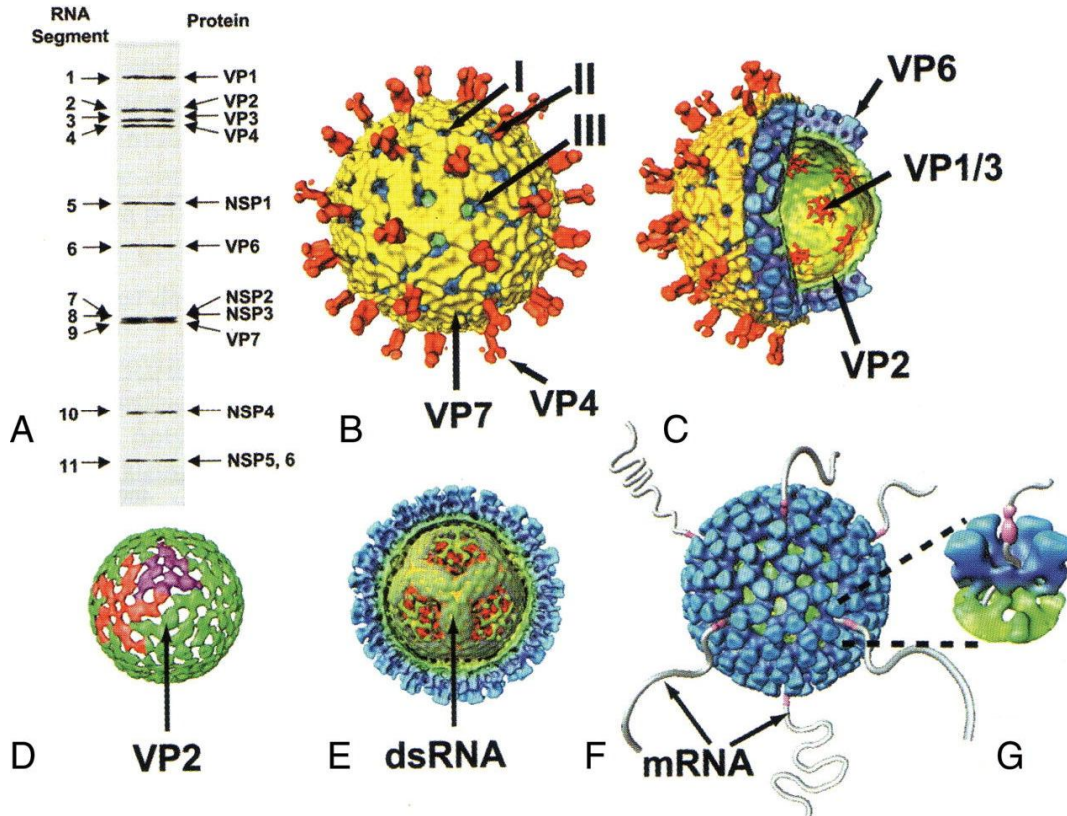 RNA Segment
Protein
1
VP1
2
VP2
3
VP3
4
VP4
5
NSP1
6
VP6
7
NSP2
8
NSP3
9
VP7
10
NSP4
11
NSP5, 6
A
I
II
III
VP7
VP4
B
VP6
VP1/3
VP2
C
VP2
D
dsRNA
E
mRNA
F
G